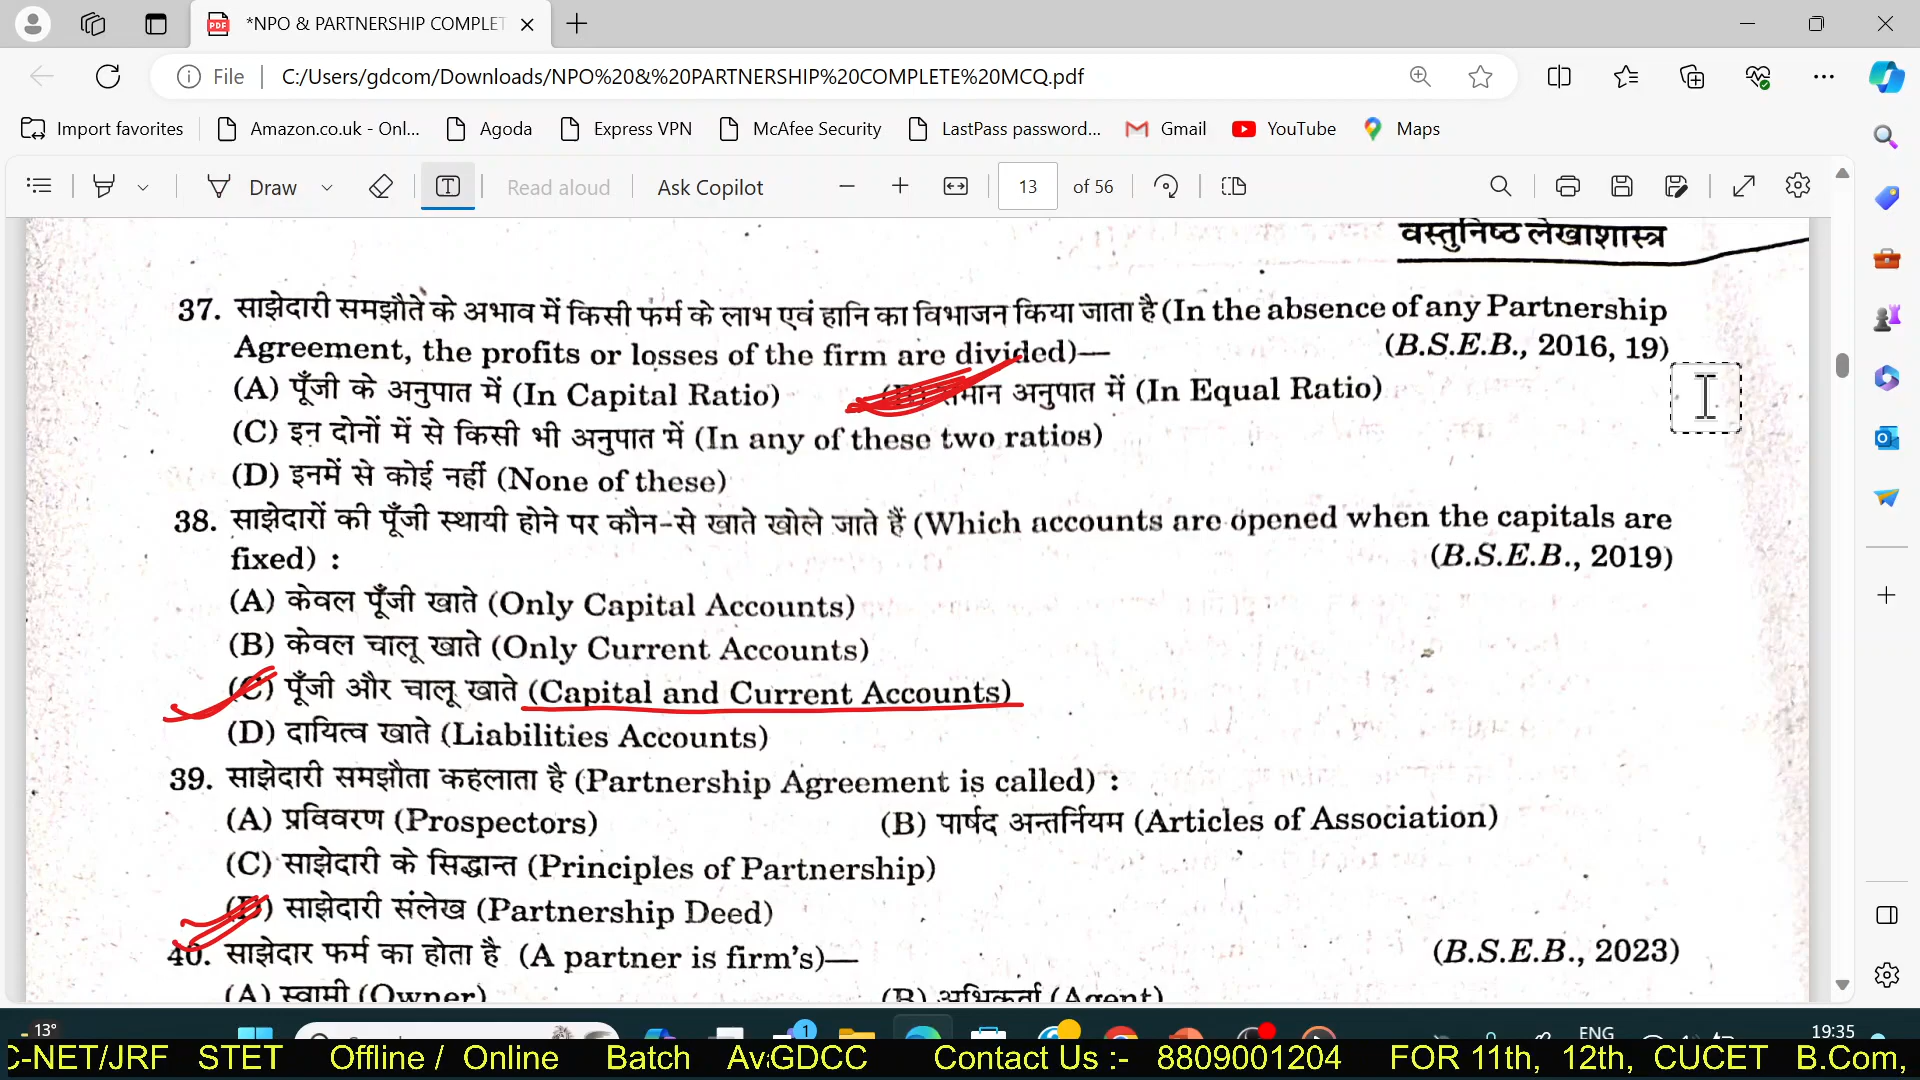 *NPO & PARTNERSHIP COMPLET
File C:/Users/gdcom/Downloads/NPO%20&%20PARTNERSHIP%20COMPLETE%20MCQ.pdf
Import favorites Amazon.co.uk - Onl... Agoda Express VPN McAfee Security LastPass password... Gmail YouTube Maps
Draw Read aloud Ask Copilot 13 of 56
वस्तुनिष्ठ लेखाशास्त्र
37. साझेदारी समझौते के अभाव में किसी फर्म के लाभ एवं हानि का विभाजन किया जाता है (In the absence of any Partnership
Agreement, the profits or losses of the firm are divided)— (B.S.E.B., 2016, 19)
(A) पूँजी के अनुपात में (In Capital Ratio) समान अनुपात में (In Equal Ratio)
(C) इन दोनों में से किसी भी अनुपात में (In any of these two ratios)
(D) इनमें से कोई नहीं (None of these)
38. साझेदारों की पूँजी स्थायी होने पर कौन-से खाते खोले जाते हैं (Which accounts are opened when the capitals are
fixed) : (B.S.E.B., 2019)
(A) केवल पूँजी खाते (Only Capital Accounts)
(B) केवल चालू खाते (Only Current Accounts)
(C) पूँजी और चालू खाते (Capital and Current Accounts)
(D) दायित्व खाते (Liabilities Accounts)
39. साझेदारी समझौता कहलाता है (Partnership Agreement is called) :
(A) प्रविवरण (Prospectors) (B) पार्षद अन्तर्नियम (Articles of Association)
(C) साझेदारी के सिद्धान्त (Principles of Partnership)
(D) साझेदारी संलेख (Partnership Deed)
40. साझेदार फर्म का होता है (A partner is firm's)— (B.S.E.B., 2023)
(A) स्वामी (Owner) (B) अभिकर्ता (Agent)
13° 1 ENG 19:35
C-NET/JRF STET Offline / Online Batch Av GDCC Contact Us :- 8809001204 FOR 11th, 12th, CUCET B.Com,